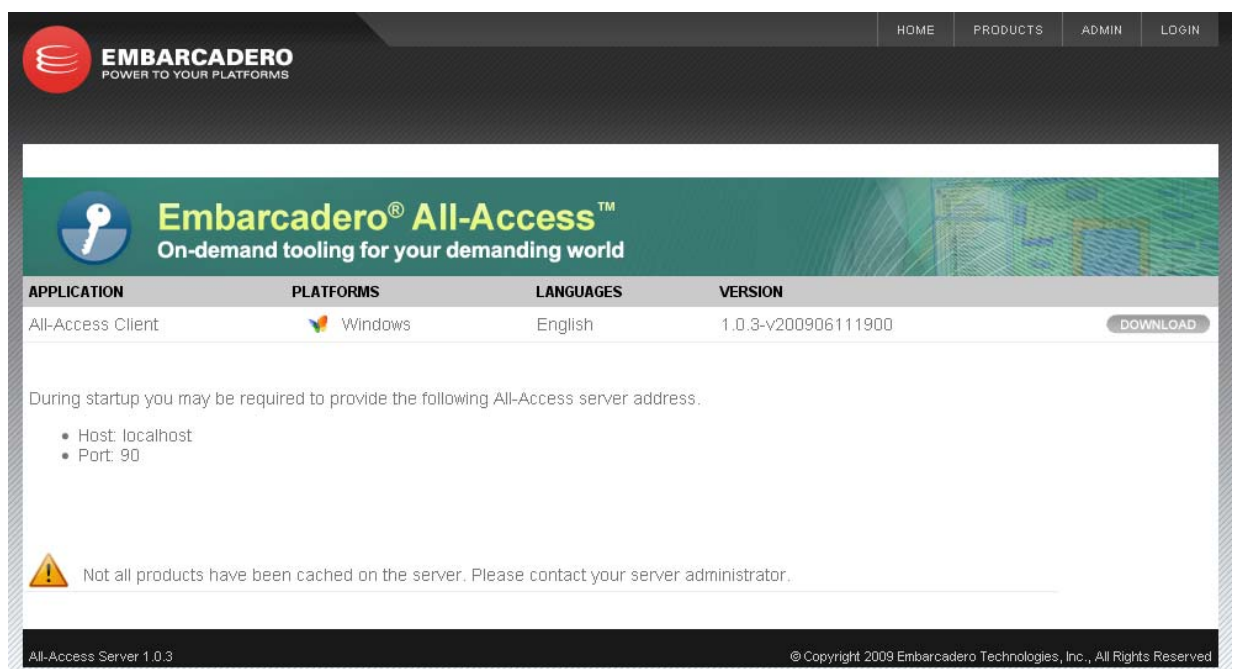 HOME PRODUCTS ADMIN LOGIN
EMBARCADERO
POWER TO YOUR PLATFORMS
Embarcadero® All-Access™
On-demand tooling for your demanding world
APPLICATION PLATFORMS LANGUAGES VERSION
All-Access Client Windows English 1.0.3-v200906111900 DOWNLOAD
During startup you may be required to provide the following All-Access server address.
• Host: localhost
• Port: 90
Not all products have been cached on the server. Please contact your server administrator.
All-Access Server 1.0.3 © Copyright 2009 Embarcadero Technologies, Inc., All Rights Reserved